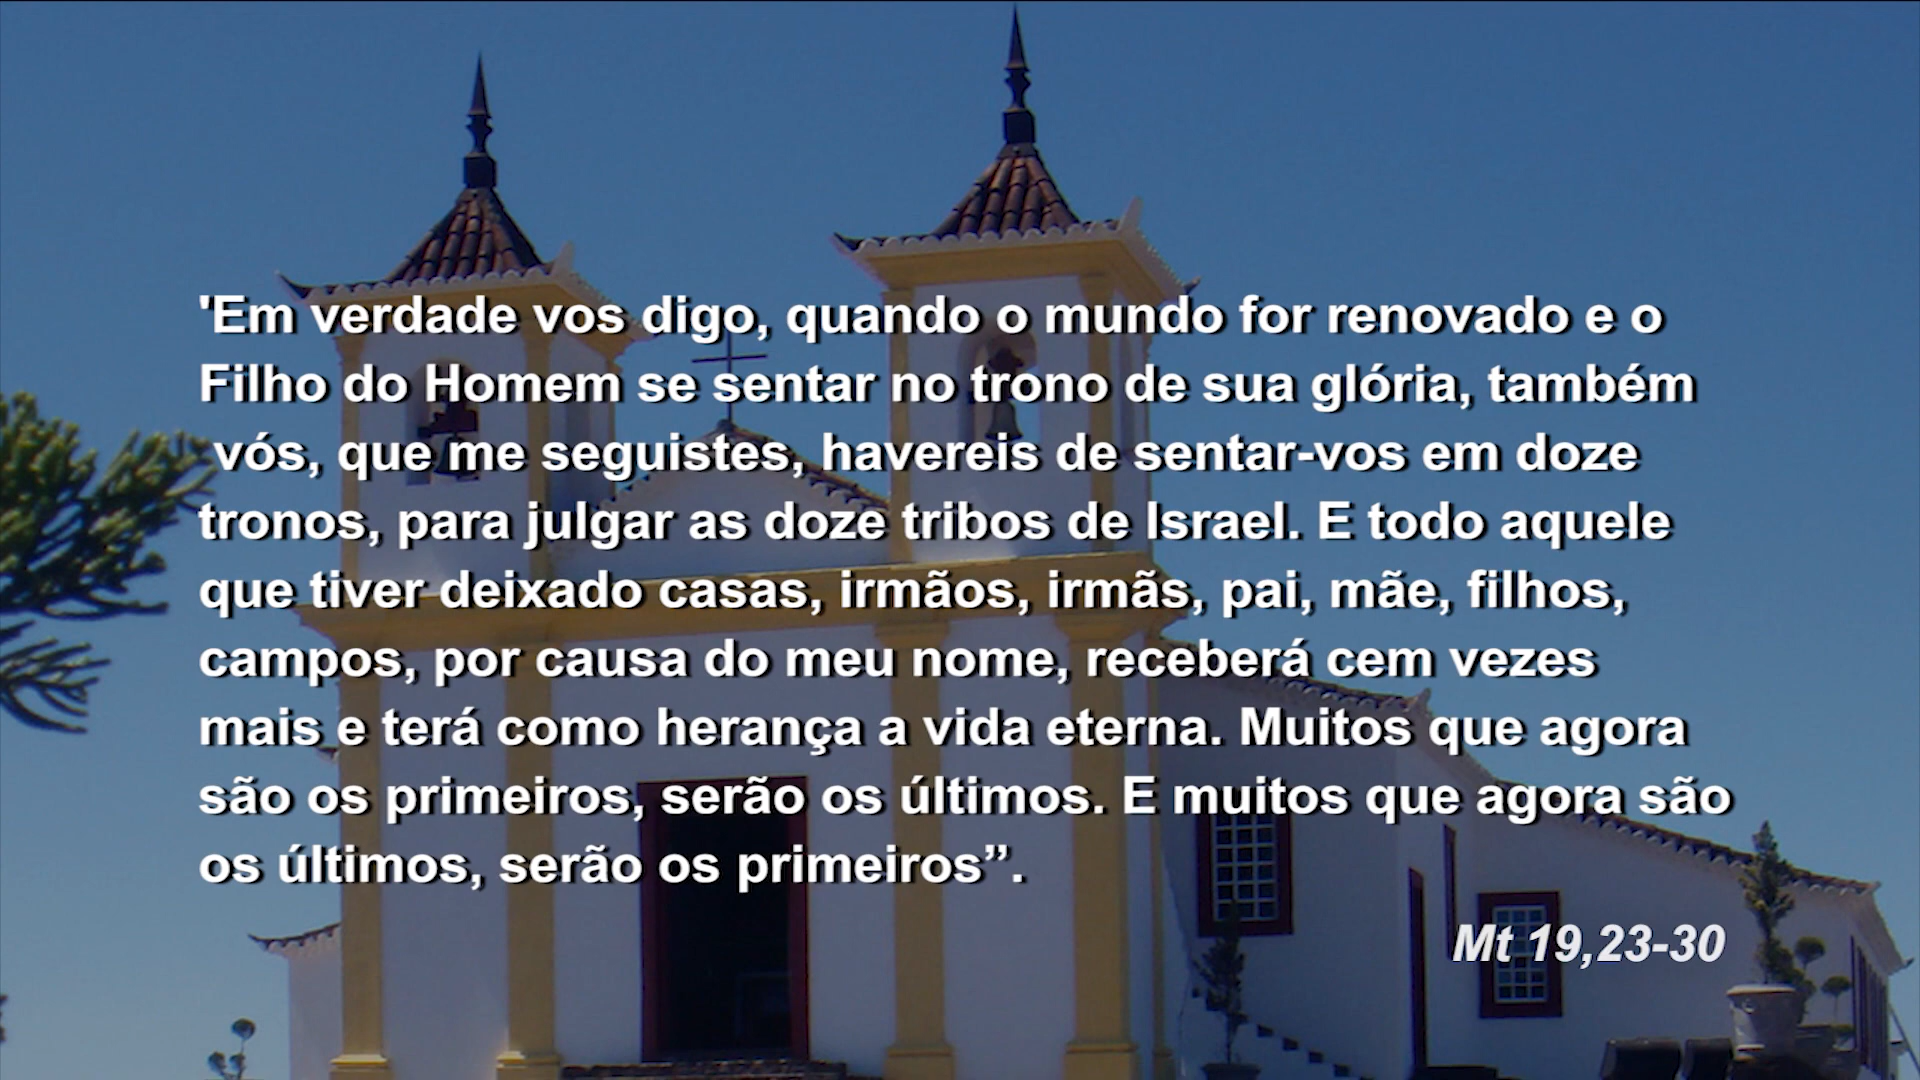 'Em verdade vos digo, quando o mundo for renovado e o
Filho do Homem se sentar no trono de sua glória, também
vós, que me seguistes, havereis de sentar-vos em doze
tronos, para julgar as doze tribos de Israel. E todo aquele
que tiver deixado casas, irmãos, irmãs, pai, mãe, filhos,
campos, por causa do meu nome, receberá cem vezes
mais e terá como herança a vida eterna. Muitos que agora
são os primeiros, serão os últimos. E muitos que agora são
os últimos, serão os primeiros”.
Mt 19,23-30